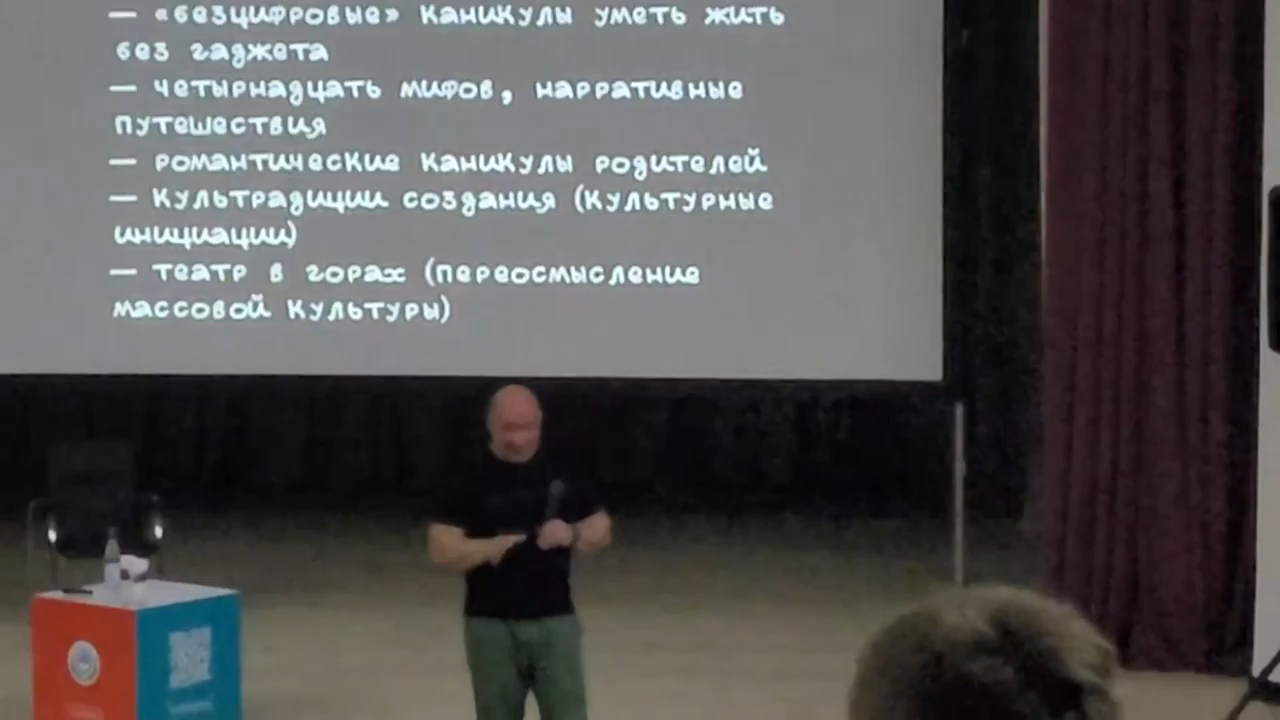 — «безцифровые» каникулы уметь жить
без гаджета
— четырнадцать мифов, нарративные
путешествия
— романтические каникулы родителей
— культрадиции создания (культурные
инициации)
— театр в горах (переосмысление
массовой культуры)